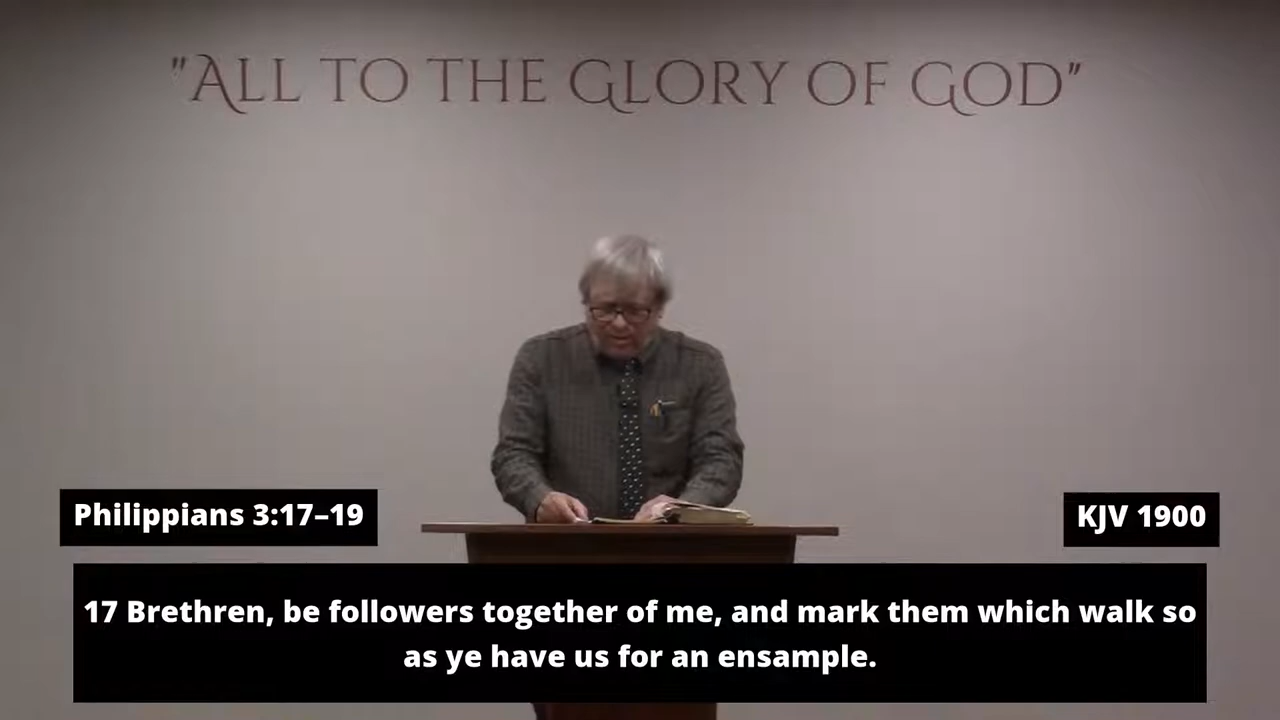 "ALL TO THE GLORY OF GOD"
Philippians 3:17–19
KJV 1900
17 Brethren, be followers together of me, and mark them which walk so
as ye have us for an ensample.